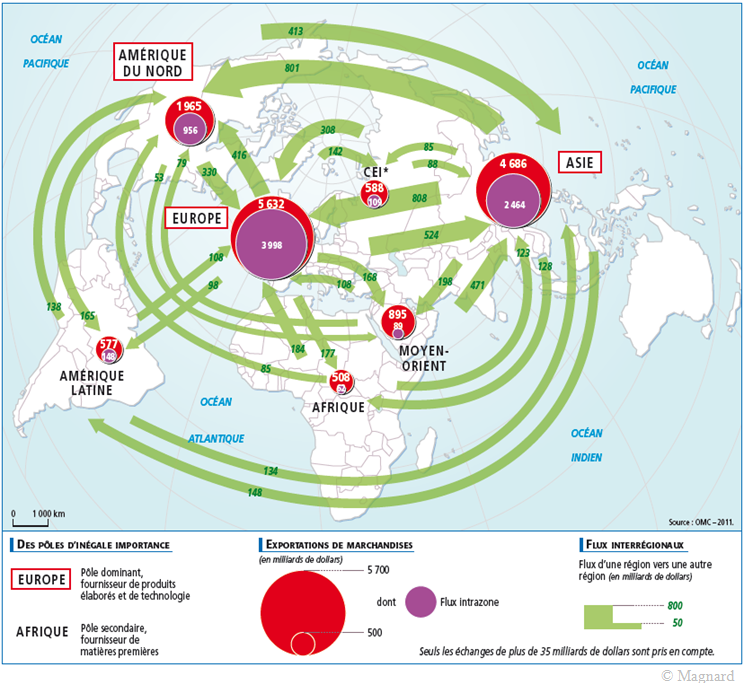 OCÉAN
PACIFIQUE
AMÉRIQUE
DU NORD
413
801
OCÉAN
PACIFIQUE
1 965
956
308
142
85
88
CEI*
588
109
4 686
2 464
ASIE
79
53
330
416
EUROPE
5 632
3 998
808
524
123
128
108
98
108
168
198
471
138
165
895
89
MOYEN-
ORIENT
577
148
AMÉRIQUE
LATINE
184
177
85
508
AFRIQUE
OCÉAN
ATLANTIQUE
OCÉAN
INDIEN
134
148
0 1 000 km
Source : OMC – 2011.
DES PÔLES D'INÉGALE IMPORTANCE
EUROPE
Pôle dominant,
fournisseur de produits
élaborés et de technologie
AFRIQUE
Pôle secondaire,
fournisseur de
matières premières
EXPORTATIONS DE MARCHANDISES
(en milliards de dollars)
5 700
500
dont
Flux intrazone
FLUX INTERRÉGIONAUX
Flux d'une région vers une autre
région (en milliards de dollars)
800
50
Seuls les échanges de plus de 35 milliards de dollars sont pris en compte.
© Magnard